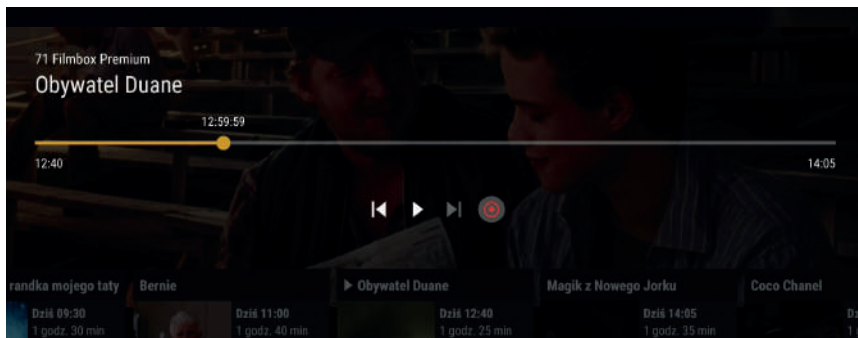 71 Filmbox Premium
Obywatel Duane
12:59:59
12:40
14:05
randka mojego taty
Bernie
▶ Obywatel Duane
Magik z Nowego Jorku
Coco Chanel
Dziś 09:30
1 godz. 30 min
Dziś 11:00
1 godz. 40 min
Dziś 12:40
1 godz. 25 min
Dziś 14:05
1 godz. 35 min